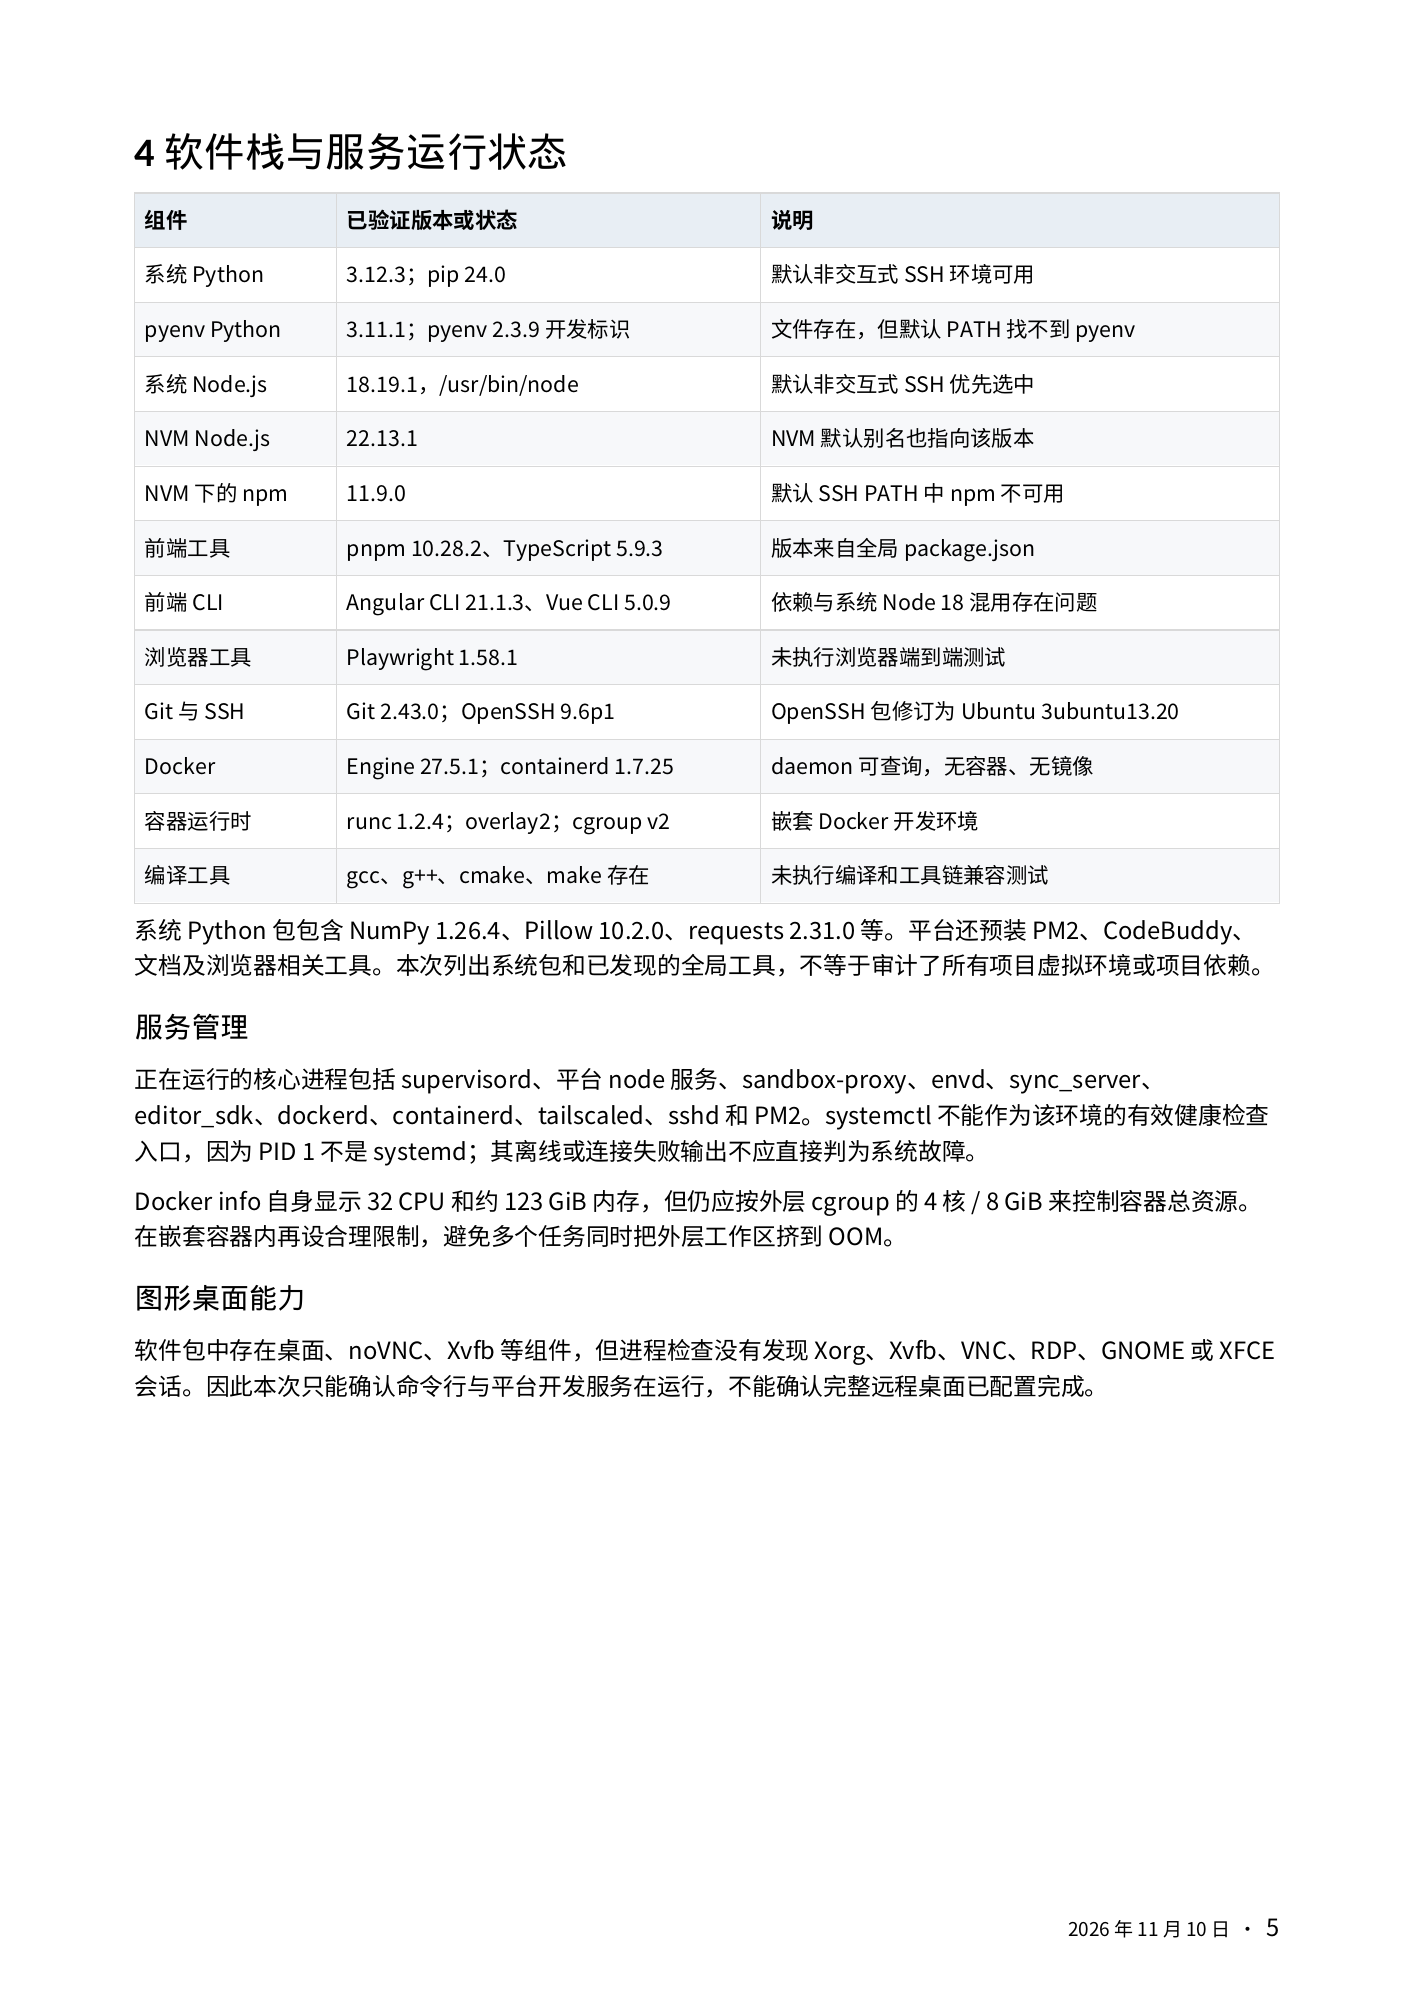 4 软件栈与服务运行状态
组件 已验证版本或状态 说明
系统 Python 3.12.3；pip 24.0 默认非交互式 SSH 环境可用
pyenv Python 3.11.1；pyenv 2.3.9 开发标识 文件存在，但默认 PATH 找不到 pyenv
系统 Node.js 18.19.1，/usr/bin/node 默认非交互式 SSH 优先选中
NVM Node.js 22.13.1 NVM 默认别名也指向该版本
NVM 下的 npm 11.9.0 默认 SSH PATH 中 npm 不可用
前端工具 pnpm 10.28.2、TypeScript 5.9.3 版本来自全局 package.json
前端 CLI Angular CLI 21.1.3、Vue CLI 5.0.9 依赖与系统 Node 18 混用存在问题
浏览器工具 Playwright 1.58.1 未执行浏览器端到端测试
Git 与 SSH Git 2.43.0；OpenSSH 9.6p1 OpenSSH 包修订为 Ubuntu 3ubuntu13.20
Docker Engine 27.5.1；containerd 1.7.25 daemon 可查询，无容器、无镜像
容器运行时 runc 1.2.4；overlay2；cgroup v2 嵌套 Docker 开发环境
编译工具 gcc、g++、cmake、make 存在 未执行编译和工具链兼容测试
系统 Python 包包含 NumPy 1.26.4、Pillow 10.2.0、requests 2.31.0 等。平台还预装 PM2、CodeBuddy、
文档及浏览器相关工具。本次列出系统包和已发现的全局工具，不等于审计了所有项目虚拟环境或项目依赖。
服务管理
正在运行的核心进程包括 supervisord、平台 node 服务、sandbox-proxy、envd、sync_server、
editor_sdk、dockerd、containerd、tailscaled、sshd 和 PM2。systemctl 不能作为该环境的有效健康检查
入口，因为 PID 1 不是 systemd；其离线或连接失败输出不应直接判为系统故障。
Docker info 自身显示 32 CPU 和约 123 GiB 内存，但仍应按外层 cgroup 的 4 核 / 8 GiB 来控制容器总资源。
在嵌套容器内再设合理限制，避免多个任务同时把外层工作区挤到 OOM。
图形桌面能力
软件包中存在桌面、noVNC、Xvfb 等组件，但进程检查没有发现 Xorg、Xvfb、VNC、RDP、GNOME 或 XFCE
会话。因此本次只能确认命令行与平台开发服务在运行，不能确认完整远程桌面已配置完成。
2026 年 11 月 10 日 · 5